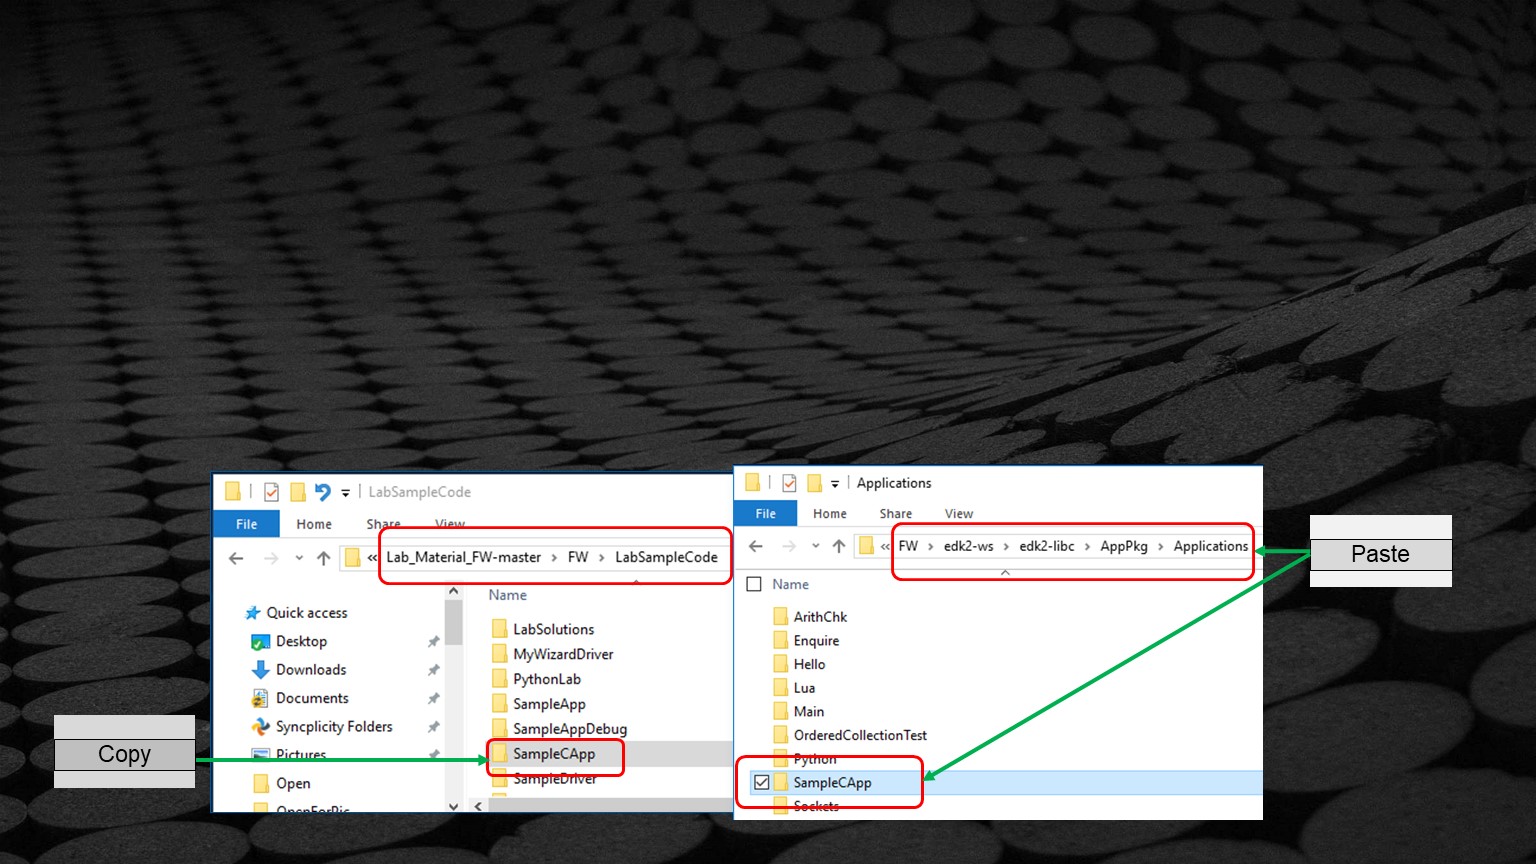 LabSampleCode
File Home Share View
« Lab_Material_FW-master › FW › LabSampleCode
Quick access
Desktop
Downloads
Documents
Syncplicity Folders
Pictures
Open
OpenForPic
Name
LabSolutions
MyWizardDriver
PythonLab
SampleApp
SampleAppDebug
SampleCApp
SampleDriver
Copy
Applications
File Home Share View
« FW › edk2-ws › edk2-libc › AppPkg › Applications
Name
ArithChk
Enquire
Hello
Lua
Main
OrderedCollectionTest
Python
SampleCApp
Sockets
Paste